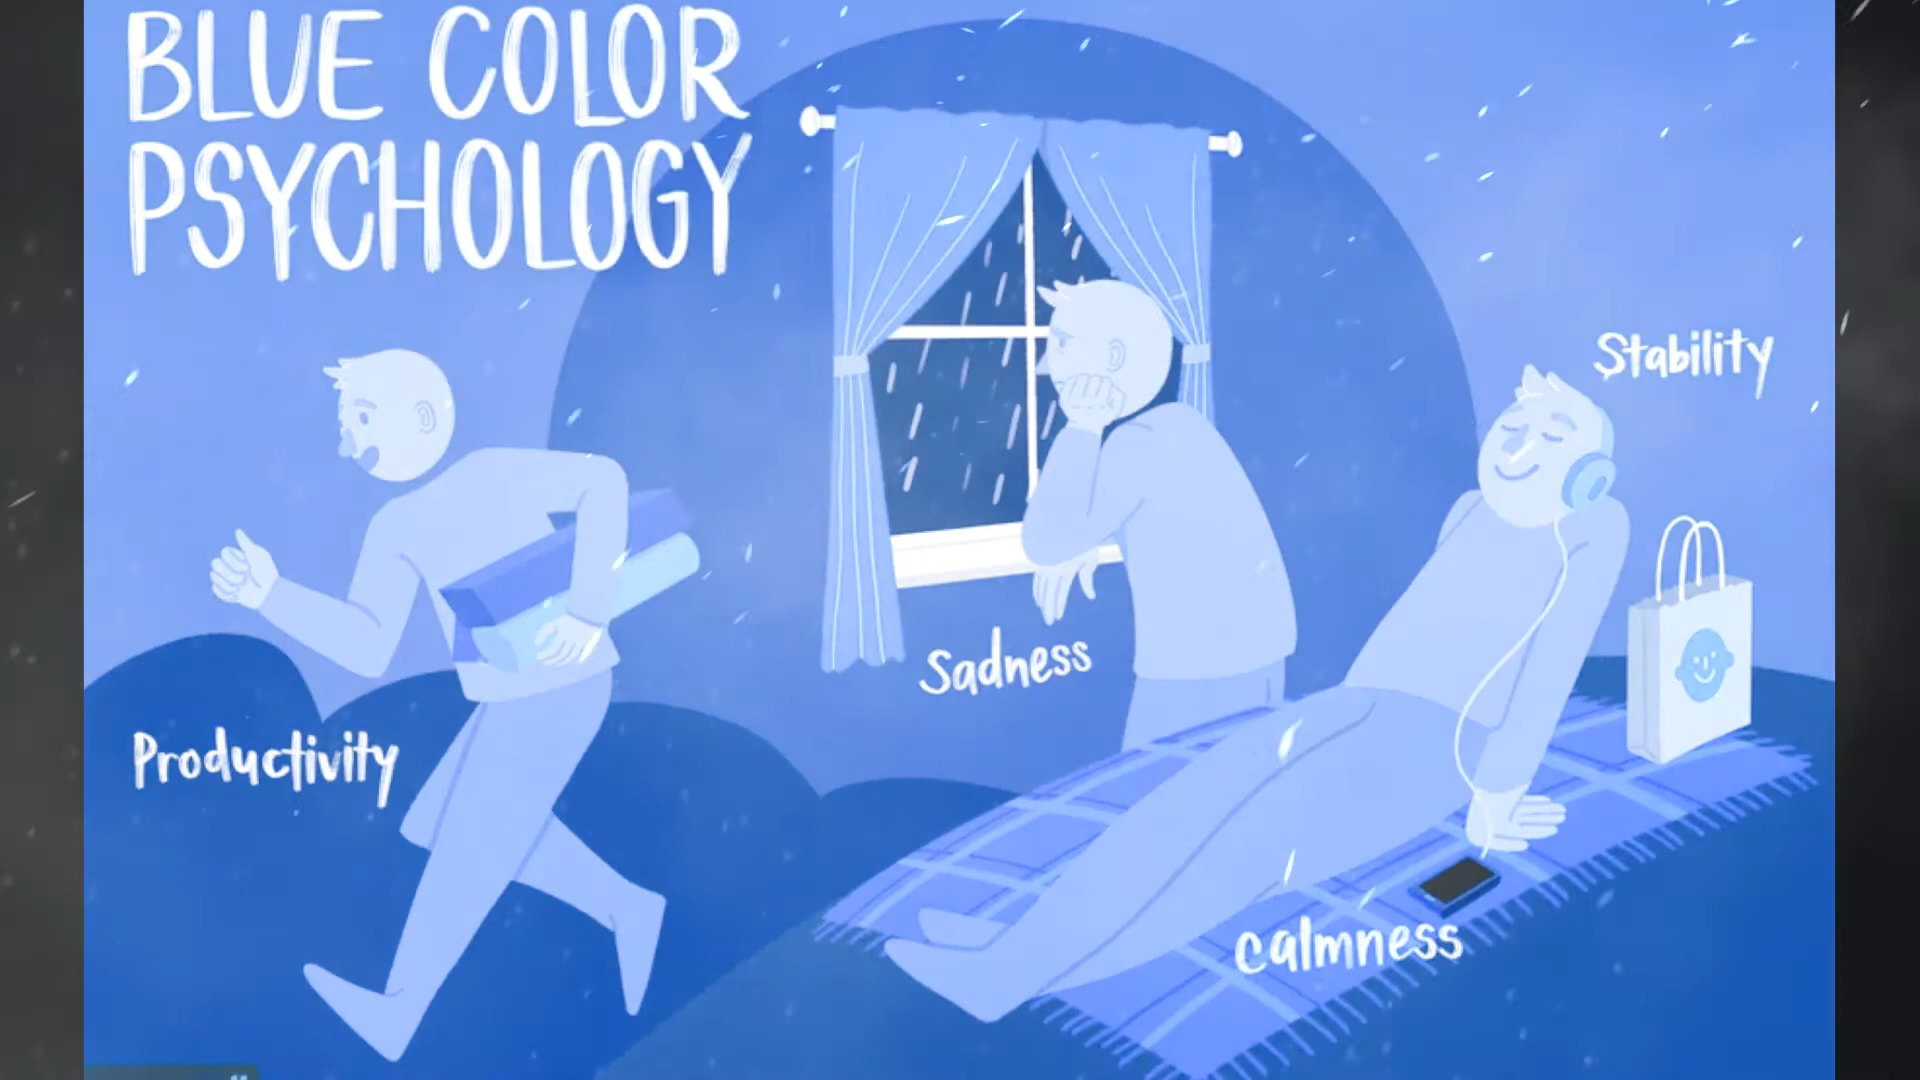 BLUE COLOR
PSYCHOLOGY
Stability
Sadness
Productivity
calmness